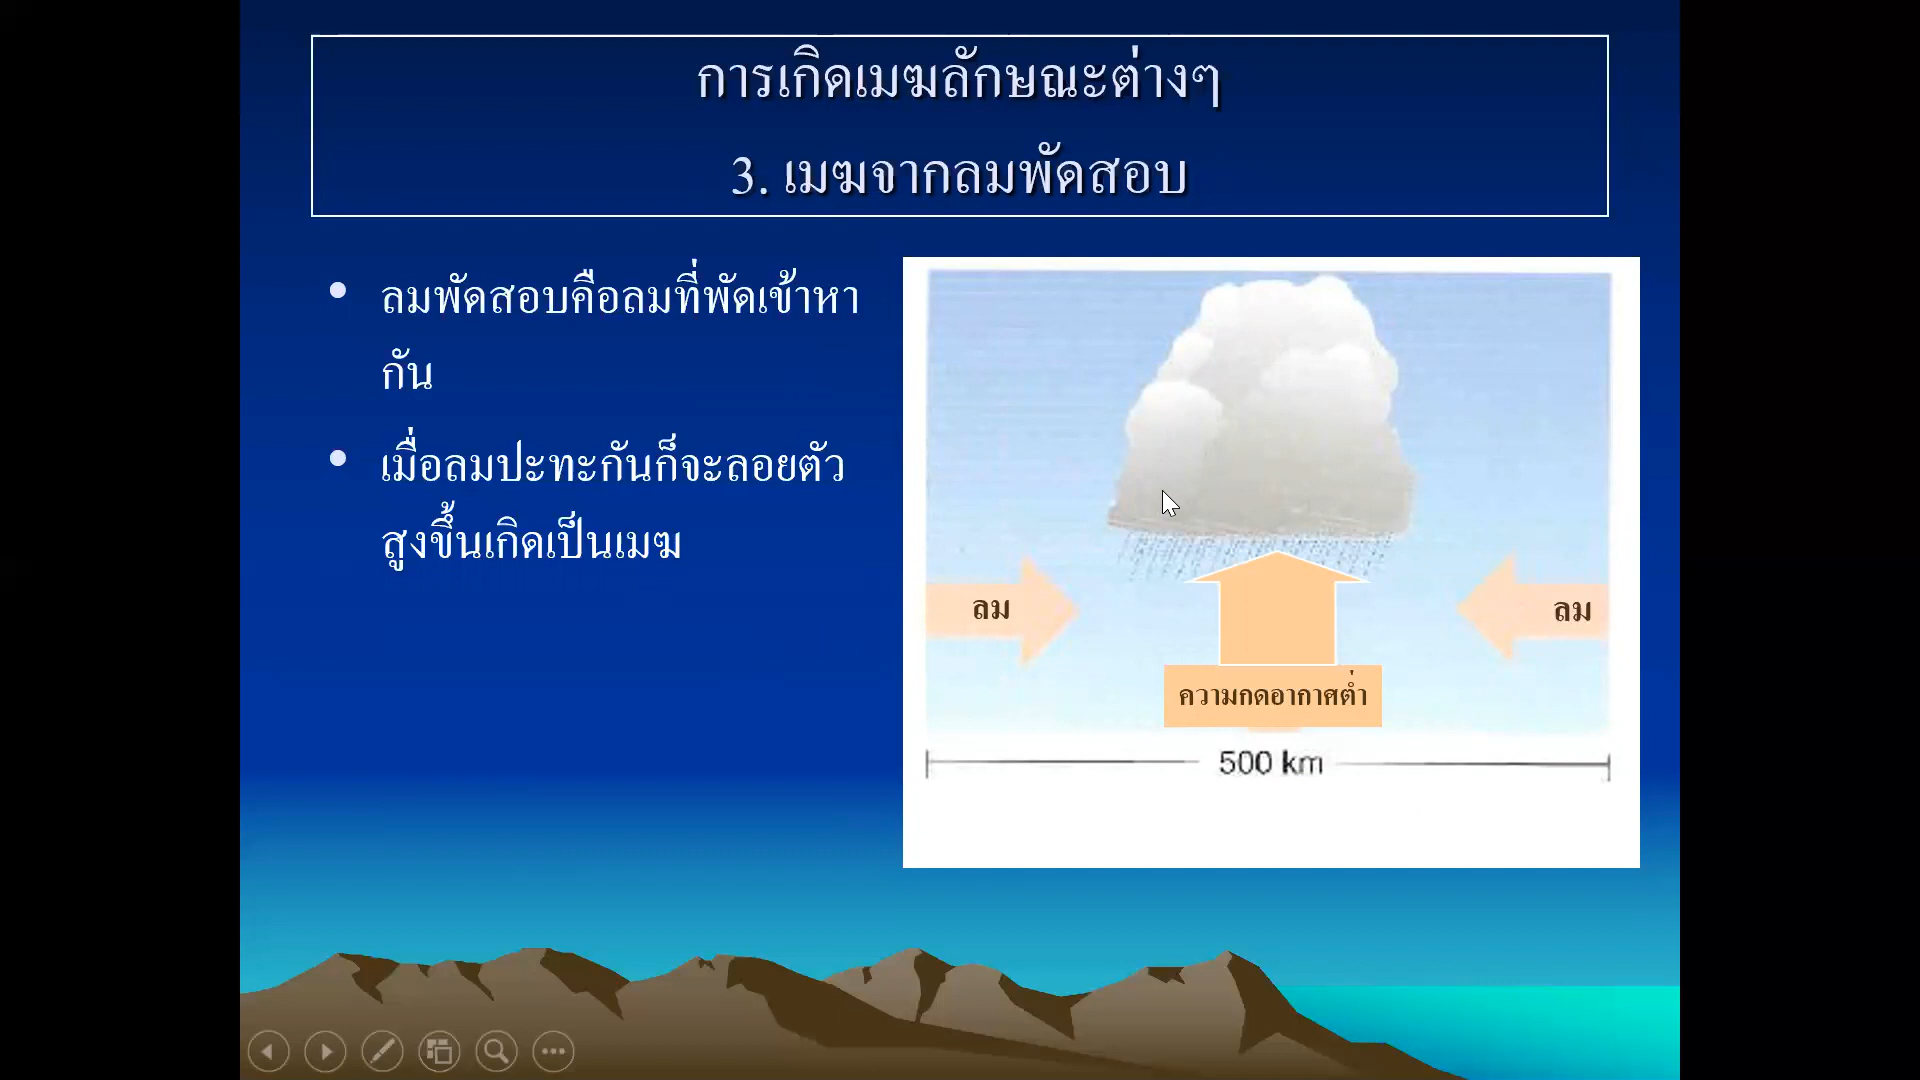 การเกิดเมฆลักษณะต่างๆ
3. เมฆจากลมพัดสอบ
• ลมพัดสอบคือลมที่พัดเข้าหา
กัน
• เมื่อลมปะทะกันก็จะลอยตัว
สูงขึ้นเกิดเป็นเมฆ
ลม
ลม
ความกดอากาศต่ำ
500 km